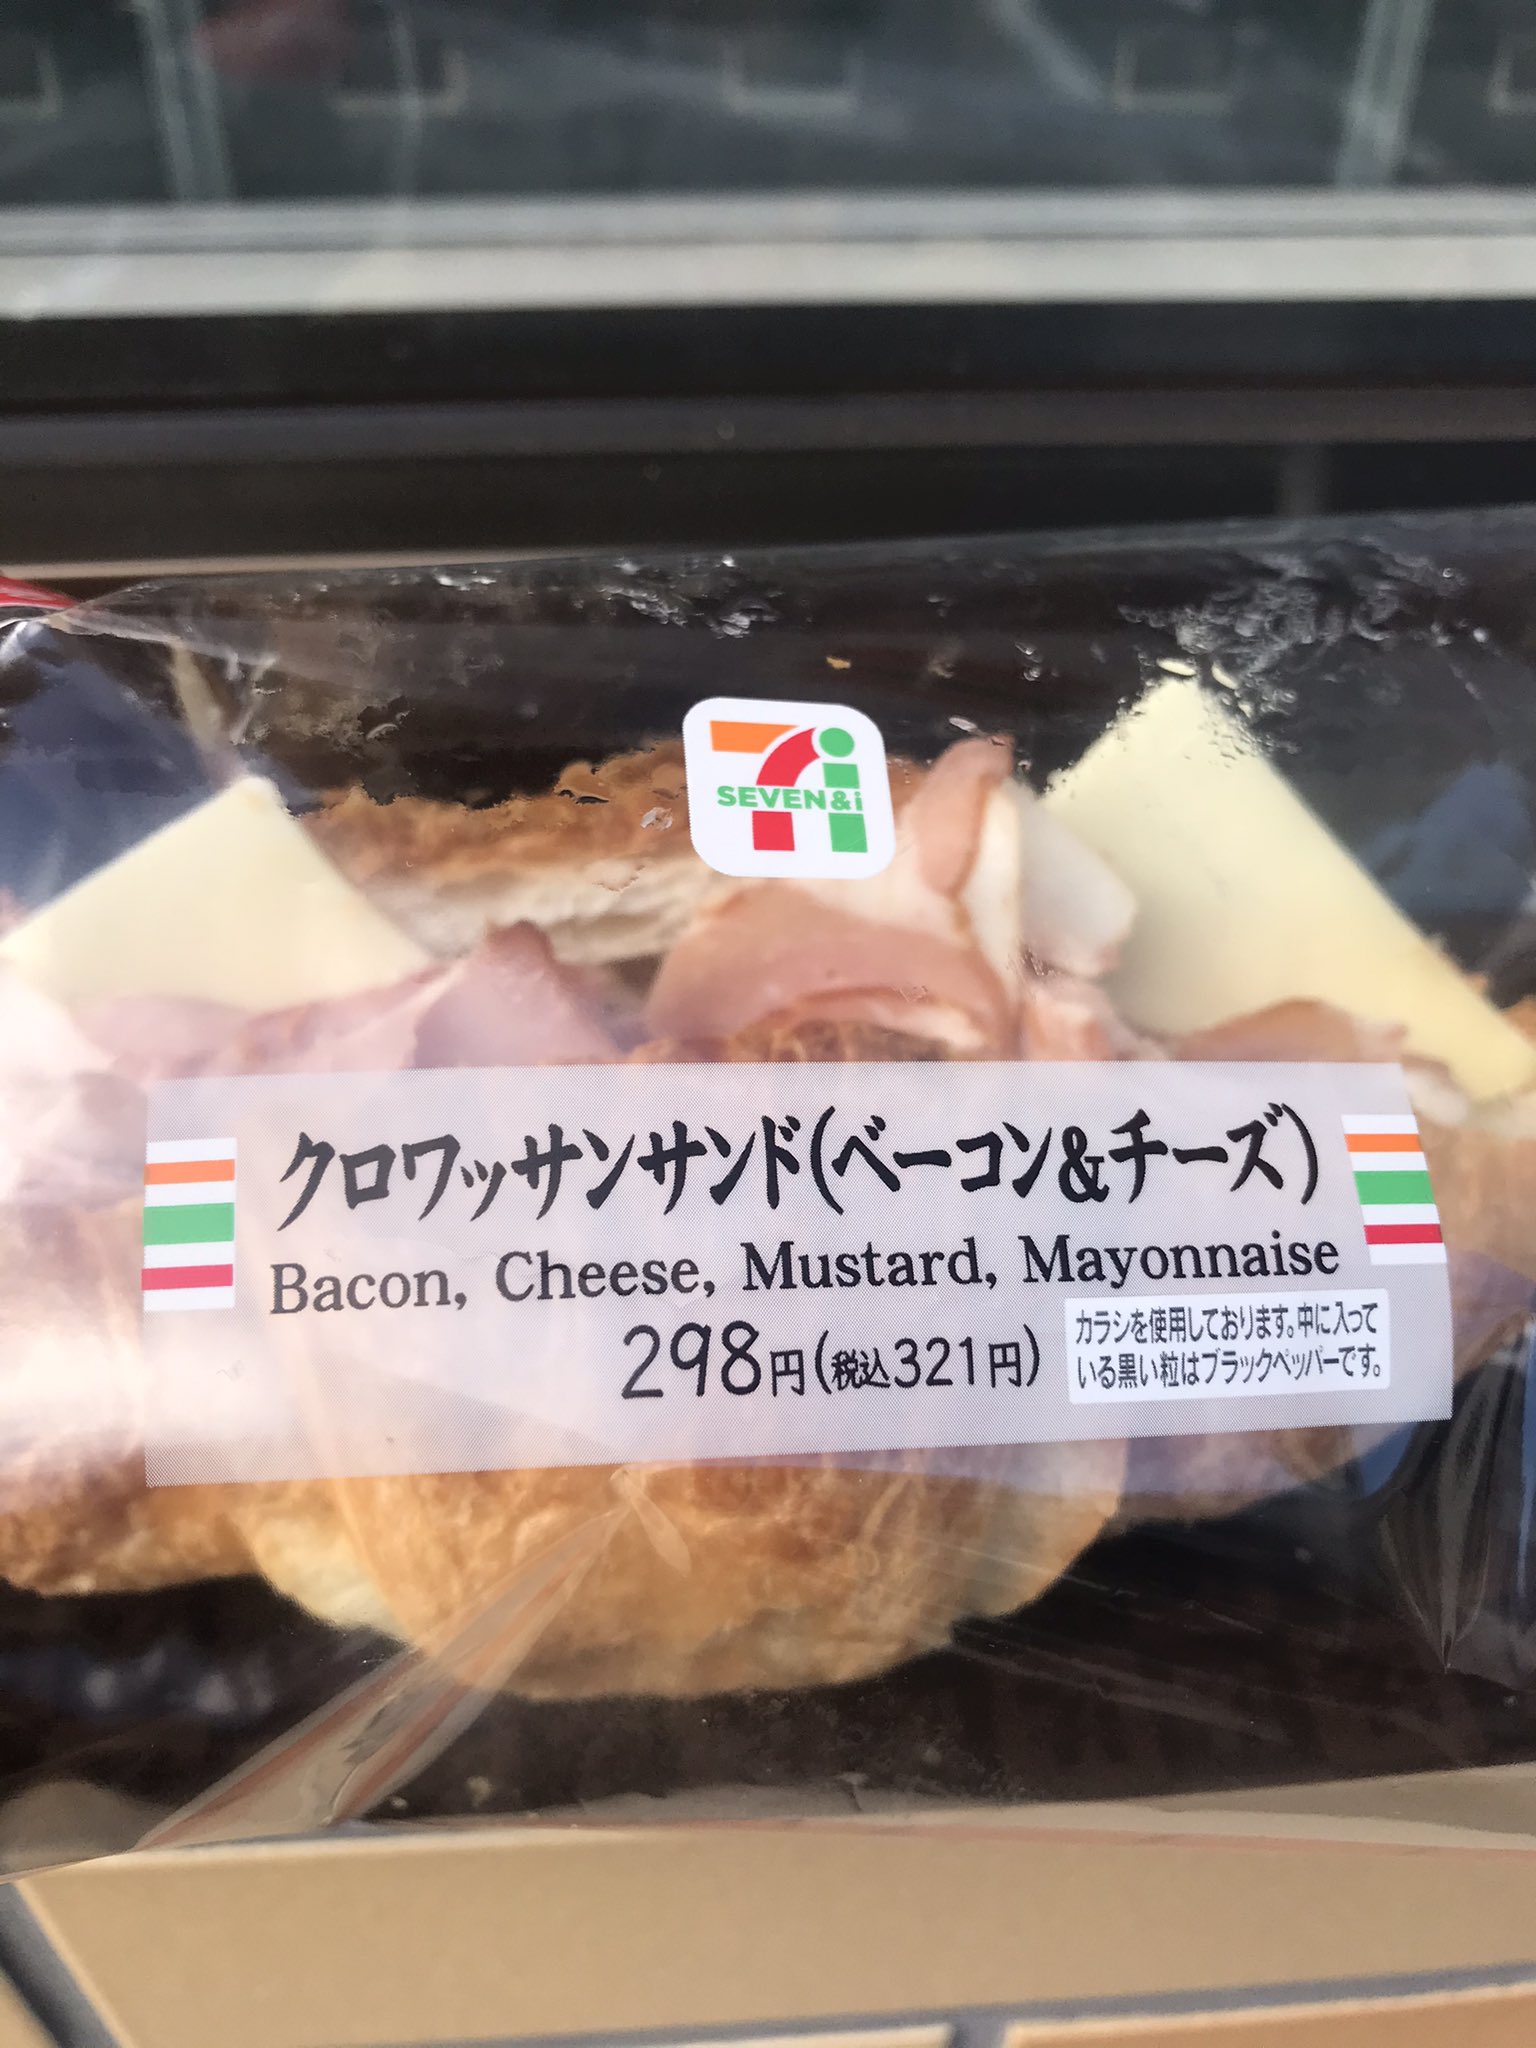 SEVEN&i
クロワッサンサンド(ベーコン&チーズ)
Bacon, Cheese, Mustard, Mayonnaise
298円(税込321円)
カラシを使用しております。中に入って
いる黒い粒はブラックペッパーです。